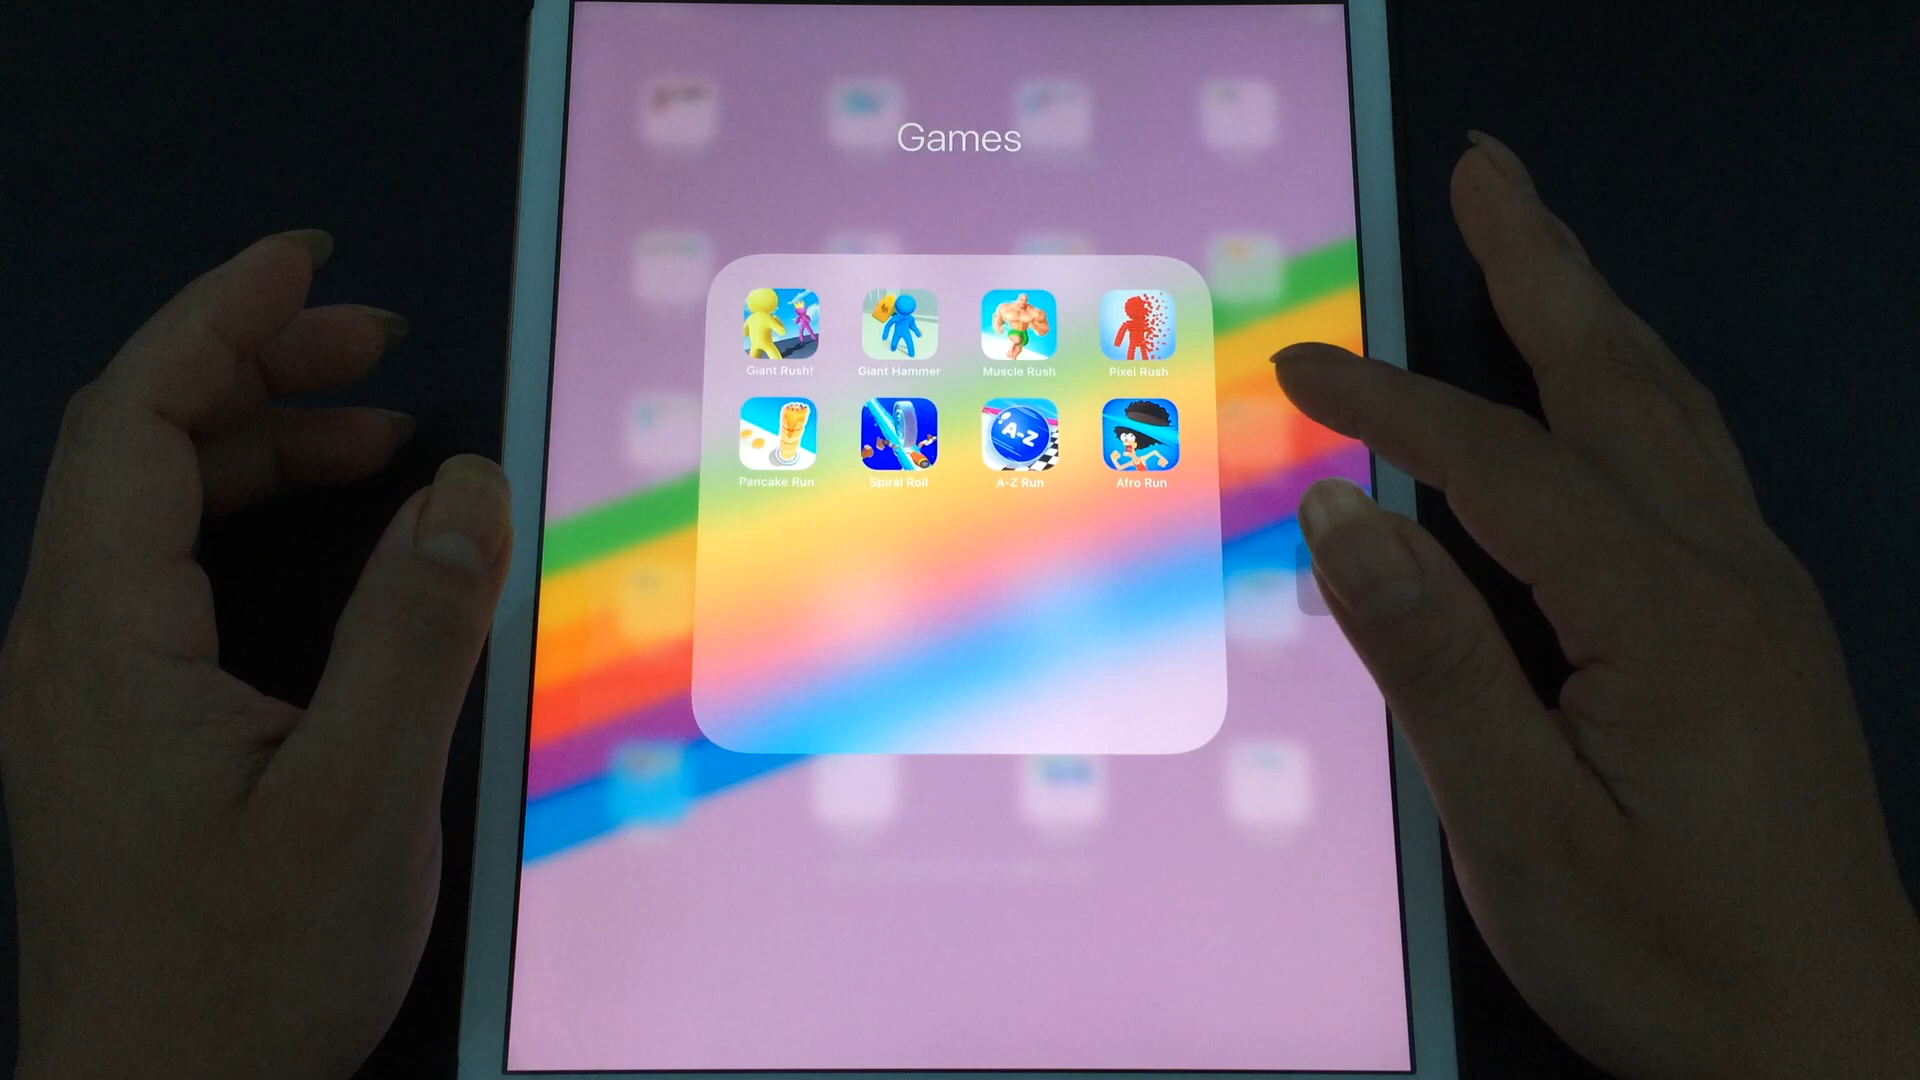 Games
Giant Rush!
Giant Hammer
Muscle Rush
Pixel Rush
A-Z
Pancake Run
Spiral Roll
A-Z Run
Afro Run